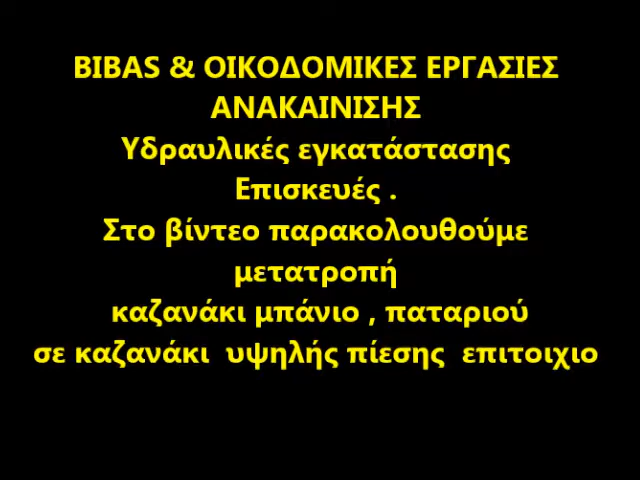 BIBAS & ΟΙΚΟΔΟΜΙΚΕΣ ΕΡΓΑΣΙΕΣ
ΑΝΑΚΑΙΝΙΣΗΣ
Υδραυλικές εγκατάστασης
Επισκευές .
Στο βίντεο παρακολουθούμε
μετατροπή
καζανάκι μπάνιο , παταριού
σε καζανάκι  υψηλής πίεσης  επιτοιχιο